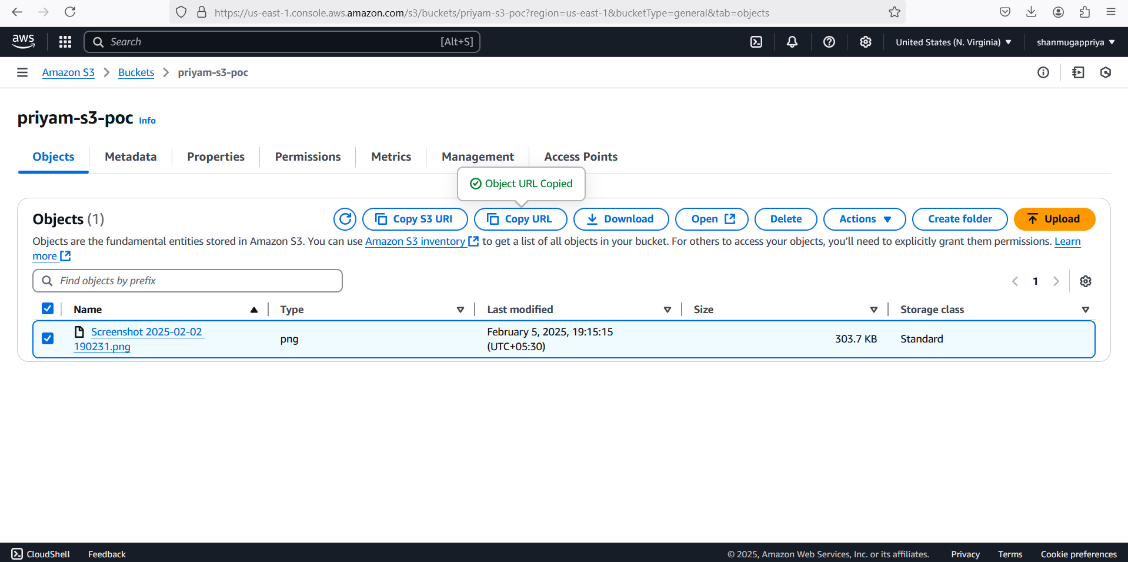 https://us-east-1.console.aws.amazon.com/s3/buckets/priyam-s3-poc?region=us-east-1&bucketType=general&tab=objects
aws Search [Alt+S] United States (N. Virginia) shanmugappriya
Amazon S3 Buckets priyam-s3-poc
priyam-s3-poc Info
Objects Metadata Properties Permissions Metrics Management Access Points
Object URL Copied
Objects (1) Copy S3 URI Copy URL Download Open Delete Actions Create folder Upload
Objects are the fundamental entities stored in Amazon S3. You can use Amazon S3 inventory to get a list of all objects in your bucket. For others to access your objects, you'll need to explicitly grant them permissions. Learn
more
Find objects by prefix 1
Name Type Last modified Size Storage class
Screenshot 2025-02-02 February 5, 2025, 19:15:15
png 303.7 KB Standard
190231.png (UTC+05:30)
CloudShell Feedback © 2025, Amazon Web Services, Inc. or its affiliates. Privacy Terms Cookie preferences